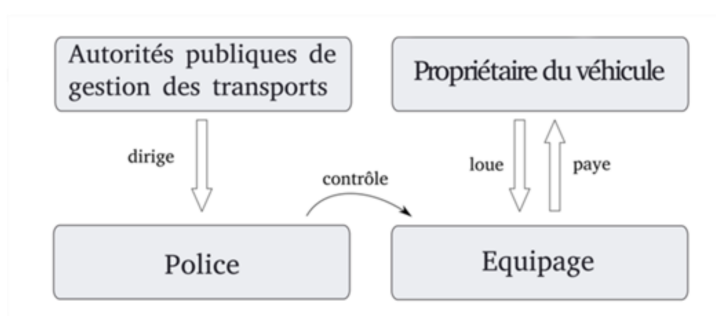 Autorités publiques de
gestion des transports
Propriétaire du véhicule
dirige
loue
paye
contrôle
Police
Equipage